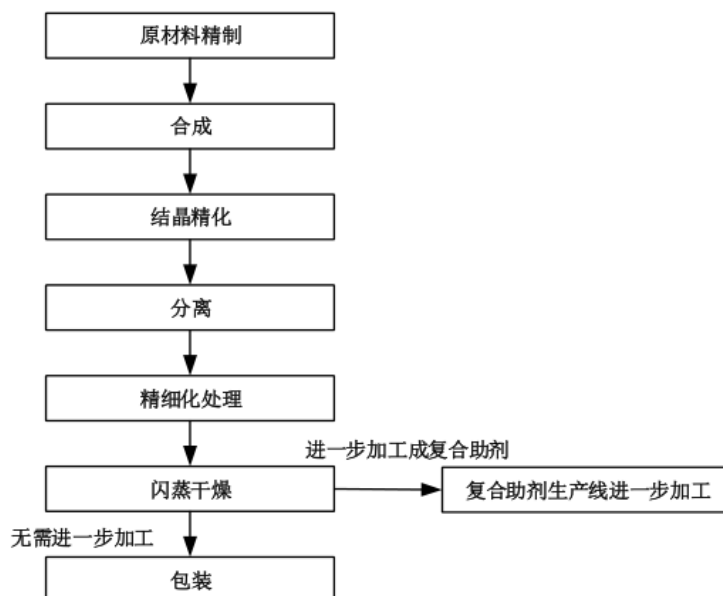 原材料精制
合成
结晶精化
分离
精细化处理
进一步加工成复合助剂
闪蒸干燥
复合助剂生产线进一步加工
无需进一步加工
包装